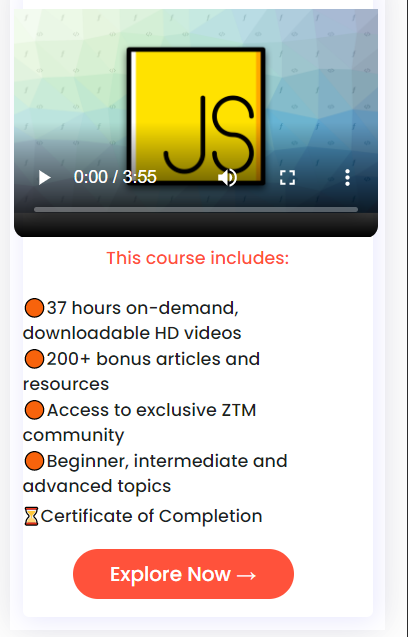 JS
0:00 / 3:55
This course includes:
🟠37 hours on-demand,
downloadable HD videos
🟠200+ bonus articles and
resources
🟠Access to exclusive ZTM
community
🟠Beginner, intermediate and
advanced topics
⏳Certificate of Completion
Explore Now →